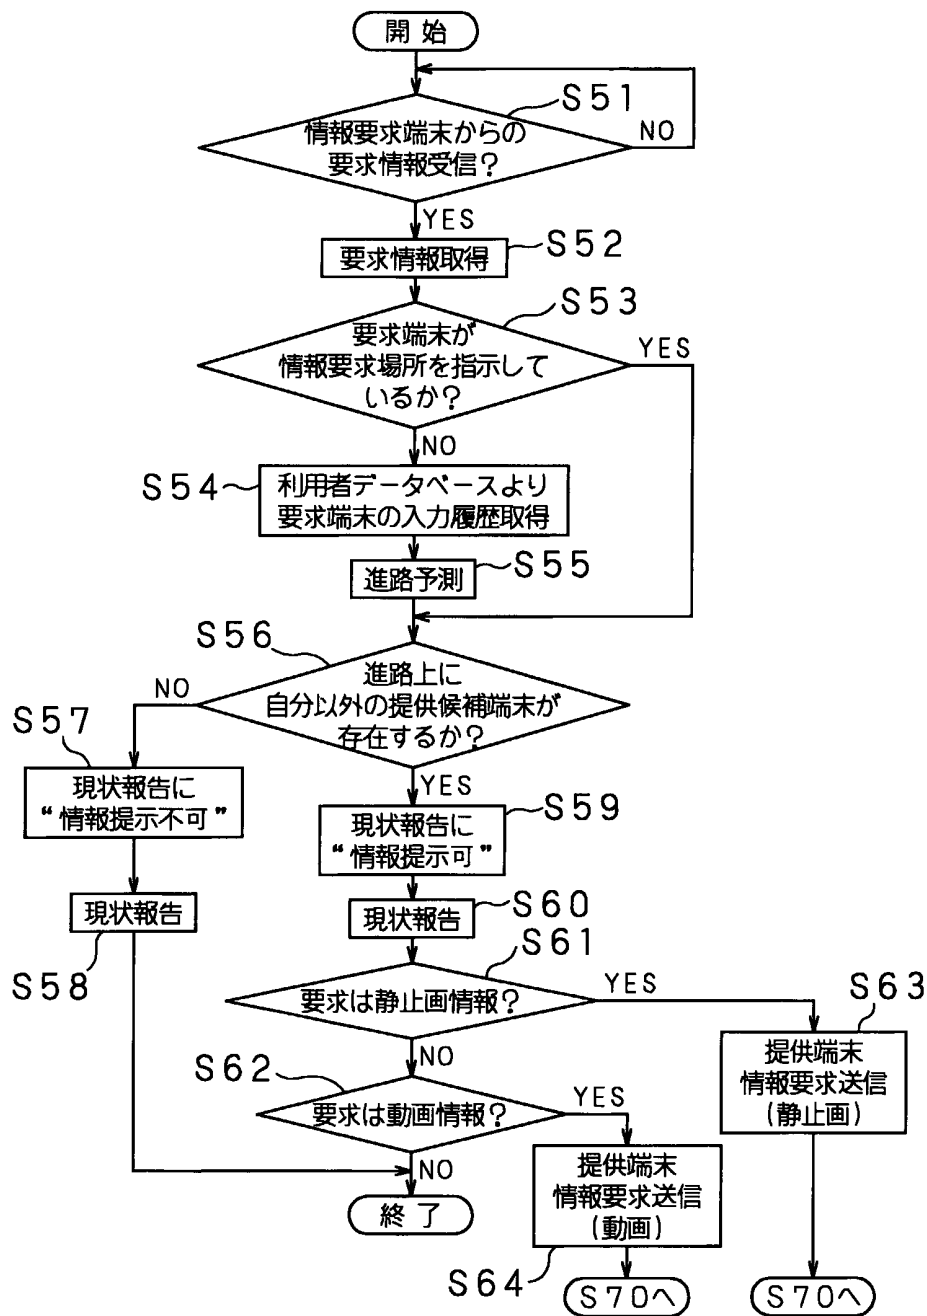 開始
S51
情報要求端末からの
要求情報受信?
NO
YES
S52
要求情報取得
S53
要求端末が
情報要求場所を指示して
いるか?
YES
NO
S54
利用者データベースより
要求端末の入力履歴取得
S55
進路予測
S56
進路上に
自分以外の提供候補端末が
存在するか?
NO
YES
S57
現状報告に
“情報提示不可”
S59
現状報告に
“情報提示可”
現状報告
S58
S60
現状報告
S61
要求は静止画情報?
YES
NO
S63
提供端末
情報要求送信
(静止画)
S62
要求は動画情報?
YES
NO
提供端末
情報要求送信
(動画)
S64
終了
S70へ
S70へ